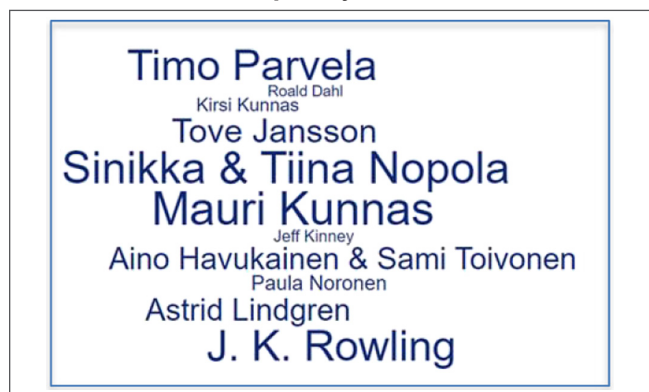 Timo Parvela
Roald Dahl
Kirsi Kunnas
Tove Jansson
Sinikka & Tiina Nopola
Mauri Kunnas
Jeff Kinney
Aino Havukainen & Sami Toivonen
Paula Noronen
Astrid Lindgren
J. K. Rowling